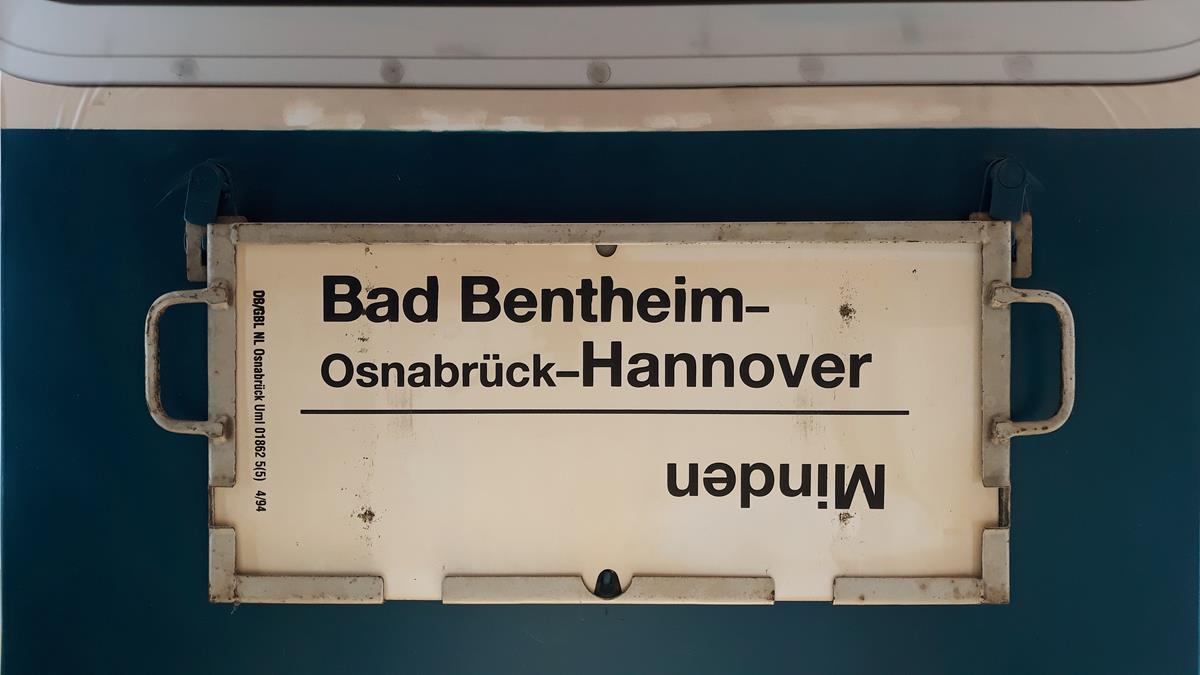 Bad Bentheim–
Osnabrück–Hannover
Minden
DB/GBL NL Osnabrück Uml 01862 5(5) 4/94